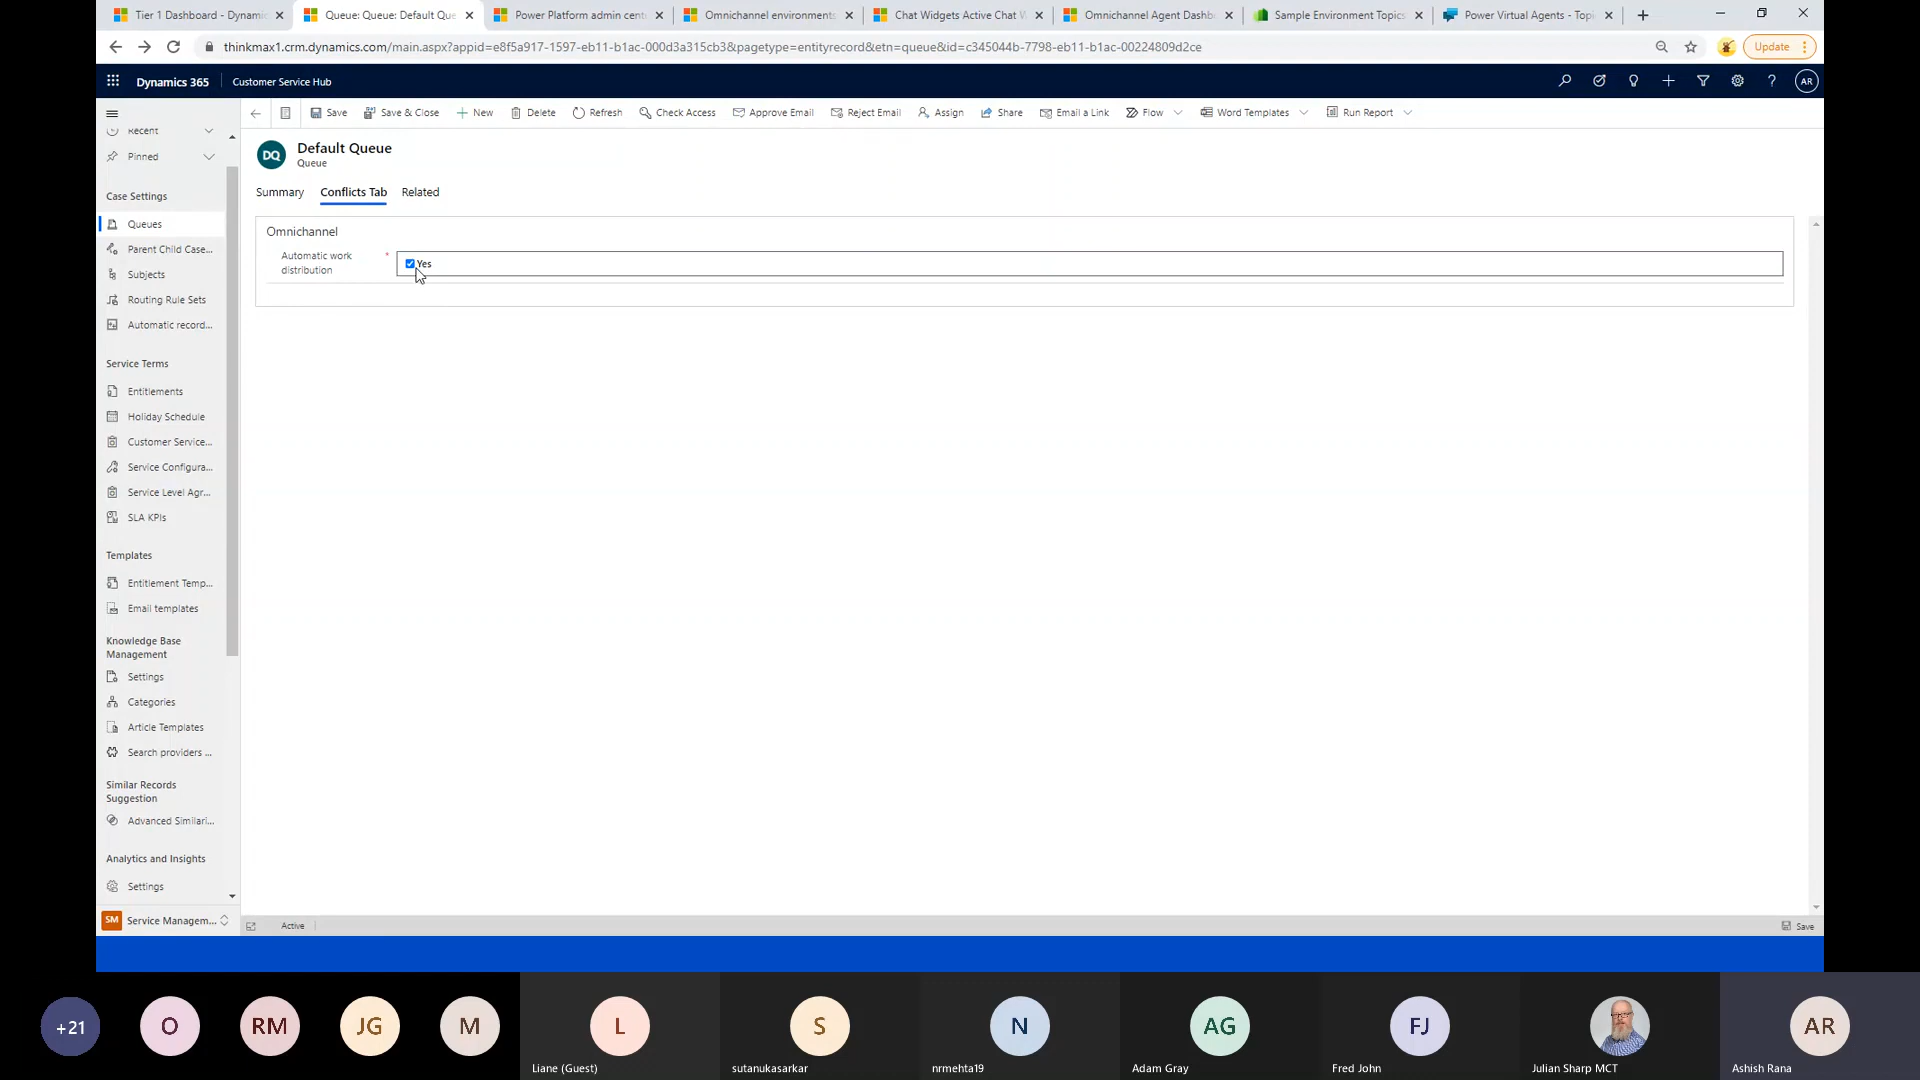 Tier 1 Dashboard - Dynamic
Queue: Queue: Default Que
Power Platform admin cent
Omnichannel environments
Chat Widgets Active Chat W
Omnichannel Agent Dashb
Sample Environment Topics
Power Virtual Agents - Topi
thinkmax1.crm.dynamics.com/main.aspx?appid=e8f5a917-1597-eb11-b1ac-000d3a315cb3&pagetype=entityrecord&etn=queue&id=c345044b-7798-eb11-b1ac-00224809d2ce
Update
Dynamics 365
Customer Service Hub
AR
Save
Save & Close
New
Delete
Refresh
Check Access
Approve Email
Reject Email
Assign
Share
Email a Link
Flow
Word Templates
Run Report
Recent
Pinned
Case Settings
Queues
Parent Child Case...
Subjects
Routing Rule Sets
Automatic record...
Service Terms
Entitlements
Holiday Schedule
Customer Service...
Service Configura...
Service Level Agr...
SLA KPIs
Templates
Entitlement Temp...
Email templates
Knowledge Base
Management
Settings
Categories
Article Templates
Search providers ...
Similar Records
Suggestion
Advanced Similari...
Analytics and Insights
Settings
SM Service Managem...
DQ
Default Queue
Queue
Summary
Conflicts Tab
Related
Omnichannel
Automatic work
distribution
*
Yes
Active
Save
+21
O
RM
JG
M
L
Liane (Guest)
S
sutanukasarkar
N
nrmehta19
AG
Adam Gray
FJ
Fred John
Julian Sharp MCT
AR
Ashish Rana